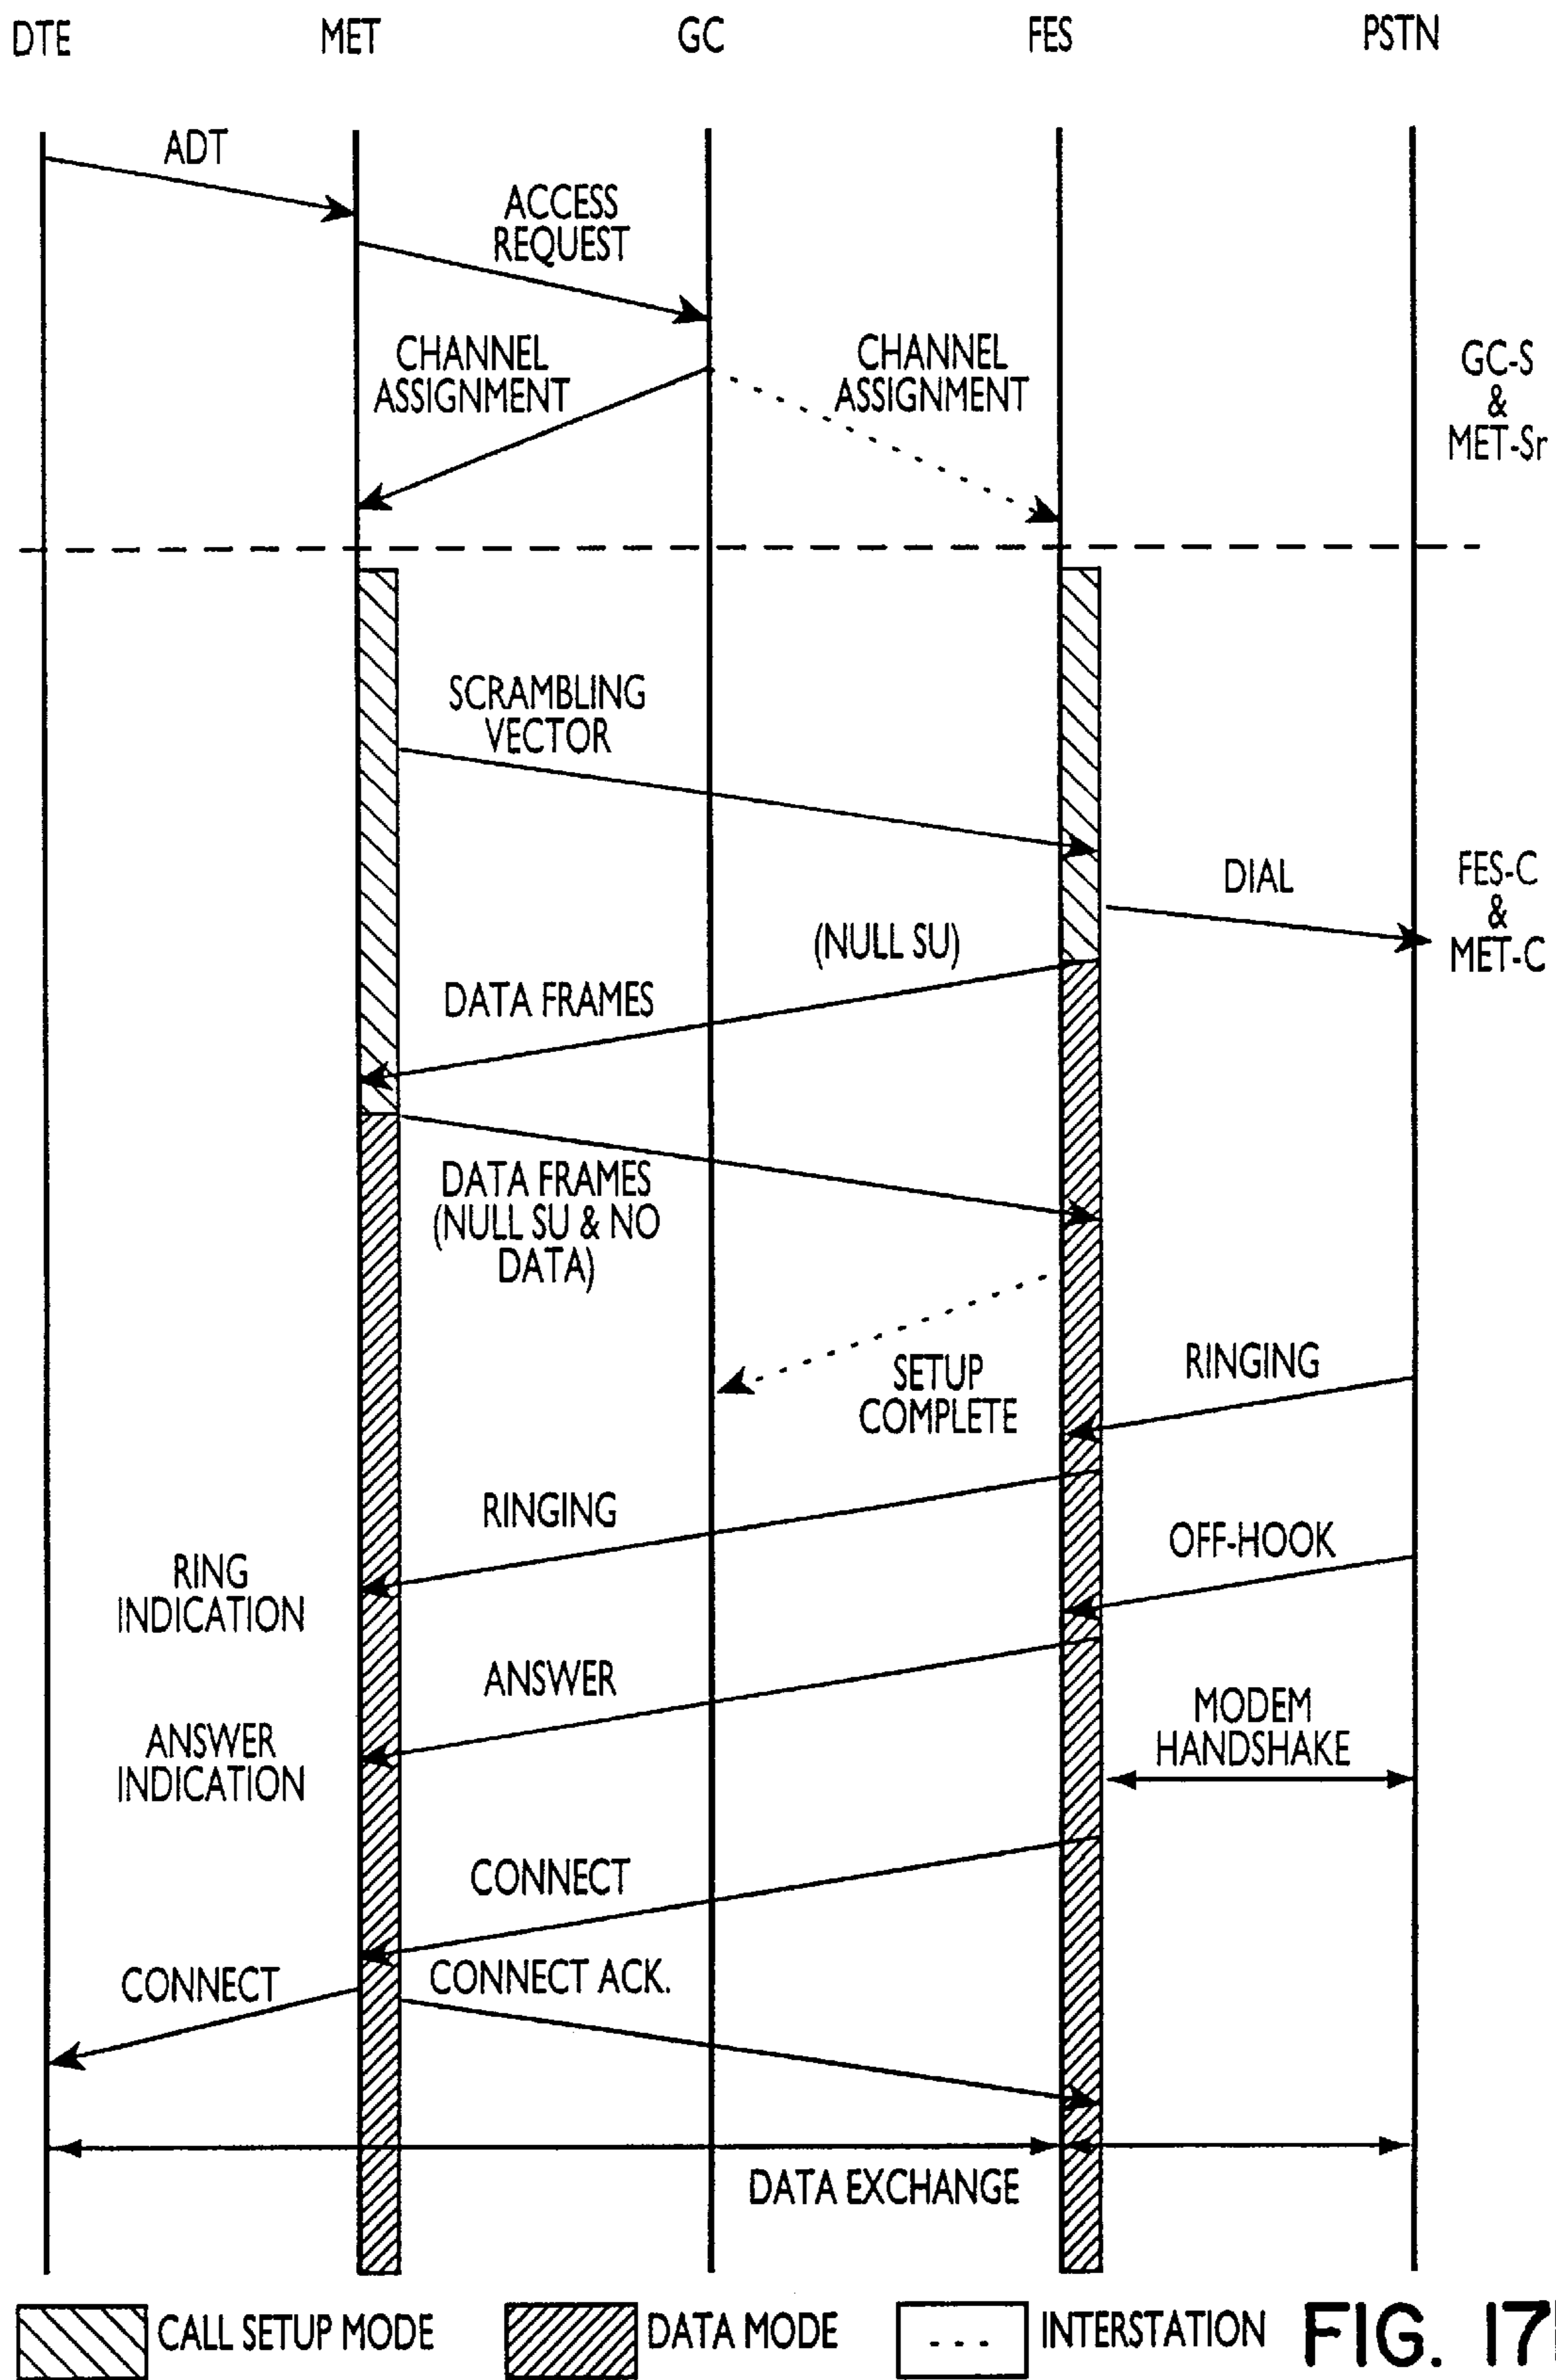 DTE MET GC FES PSTN
ADT
ACCESS
REQUEST
CHANNEL
ASSIGNMENT
CHANNEL
ASSIGNMENT
GC-S
&
MET-Sr
SCRAMBLING
VECTOR
DIAL
FES-C
&
MET-C
(NULL SU)
DATA FRAMES
DATA FRAMES
(NULL SU & NO
DATA)
SETUP
COMPLETE
RINGING
RINGING
OFF-HOOK
RING
INDICATION
ANSWER
MODEM
HANDSHAKE
ANSWER
INDICATION
CONNECT
CONNECT
CONNECT ACK.
DATA EXCHANGE
CALL SETUP MODE DATA MODE INTERSTATION
FIG. 17